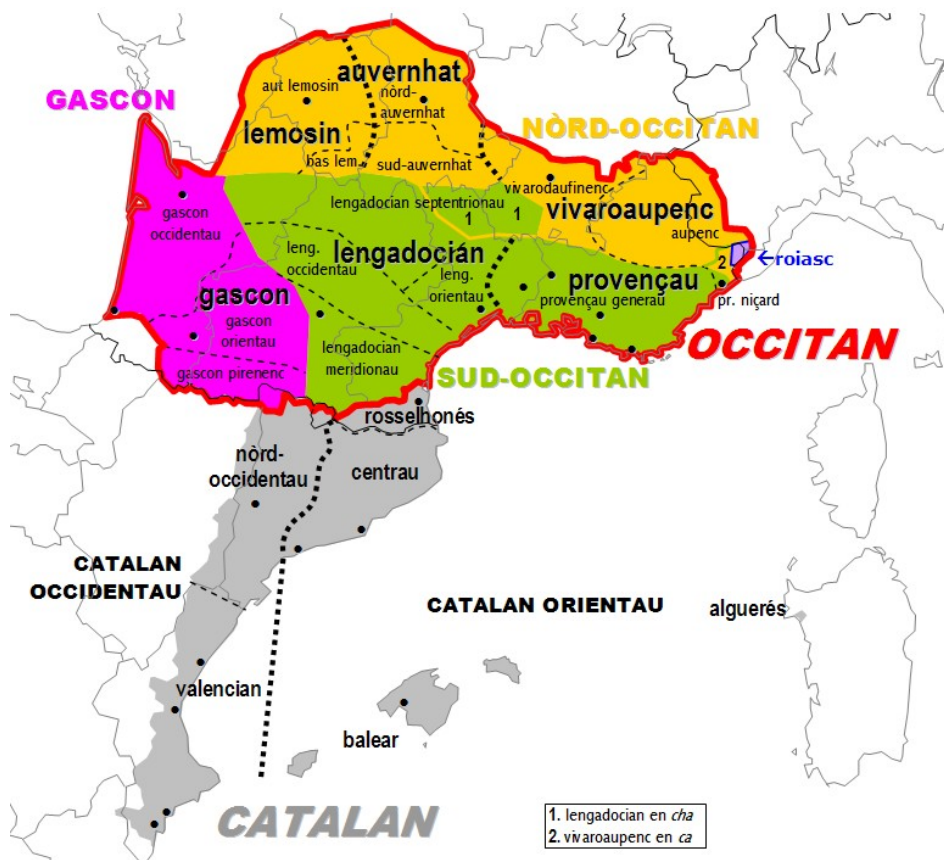 auvernhat
aut lemosin
nòrd-
auvernhat
GASCON
NÒRD-OCCITAN
lemosin
bas lem.
sud-auvernhat
vivarodaufinenc
gascon
occidentau
lengadocian septentrionau
1
1
vivaroaupenc
aupenc
leng.
occidentau
lengadocián
leng.
orientau
2
←roiasc
provençau
provençau generau
pr. niçard
gascon
gascon
orientau
OCCITAN
gascon pirenenc
lengadocian
meridionau
SUD-OCCITAN
rosselhonés
nòrd-
occidentau
centrau
CATALAN
OCCIDENTAU
CATALAN ORIENTAU
alguerés
valencian
balear
CATALAN
1. lengadocian en cha
2. vivaroaupenc en ca